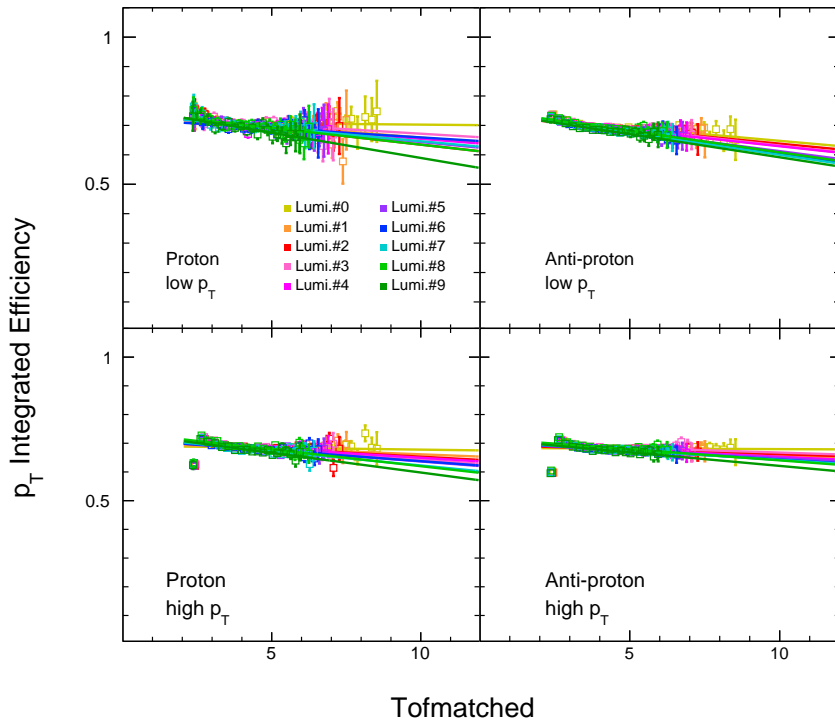 1
0.5
Lumi.#0
Lumi.#1
Lumi.#2
Lumi.#3
Lumi.#4
Lumi.#5
Lumi.#6
Lumi.#7
Lumi.#8
Lumi.#9
Proton
low pT
Anti-proton
low pT
1
0.5
Proton
high pT
Anti-proton
high pT
5
10
5
10
pT Integrated Efficiency
Tofmatched